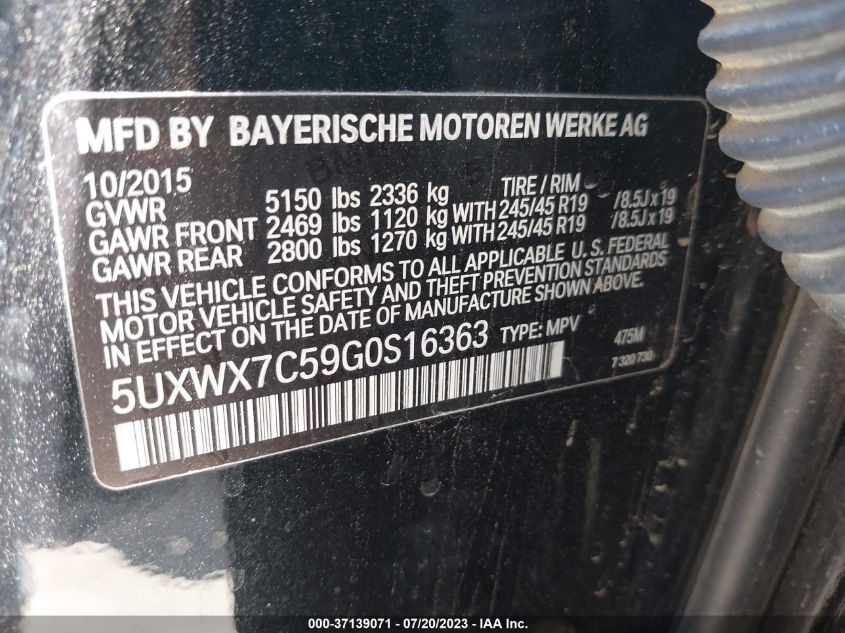 MFD BY BAYERISCHE MOTOREN WERKE AG
10/2015 TIRE / RIM
GVWR 5150 lbs 2336 kg
GAWR FRONT 2469 lbs 1120 kg WITH 245/45 R19 /8.5J x 19
GAWR REAR 2800 lbs 1270 kg WITH 245/45 R19 /8.5J x 19
THIS VEHICLE CONFORMS TO ALL APPLICABLE U. S. FEDERAL
MOTOR VEHICLE SAFETY AND THEFT PREVENTION STANDARDS
IN EFFECT ON THE DATE OF MANUFACTURE SHOWN ABOVE.
5UXWX7C59G0S16363 TYPE: MPV 475M
7 320 730
000-37139071 / 07/20/2023 - IAA Inc.